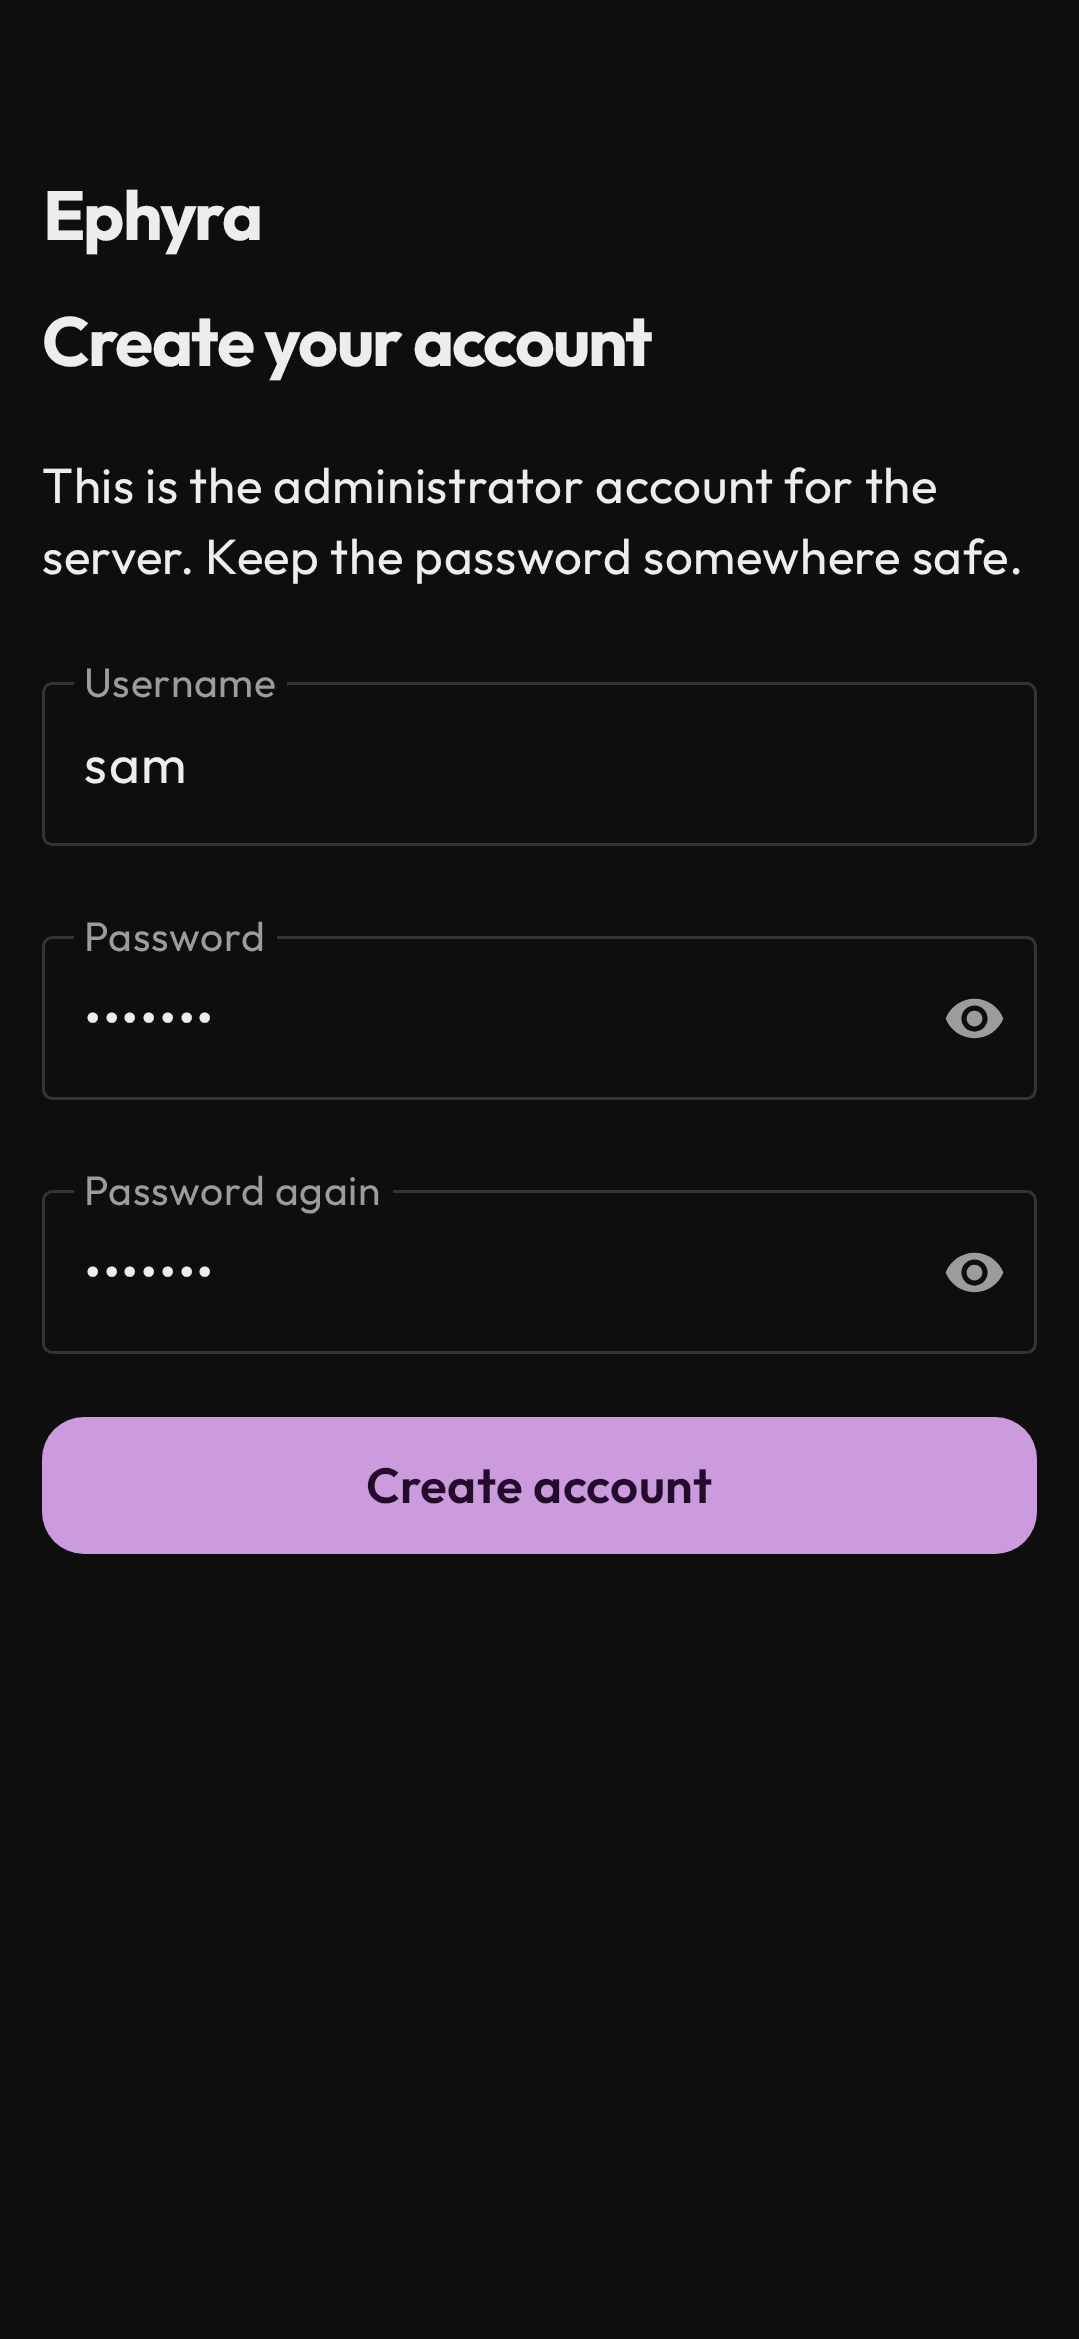 Ephyra
Create your account
This is the administrator account for the
server. Keep the password somewhere safe.
Username
sam
Password
•••••••
Password again
•••••••
Create account